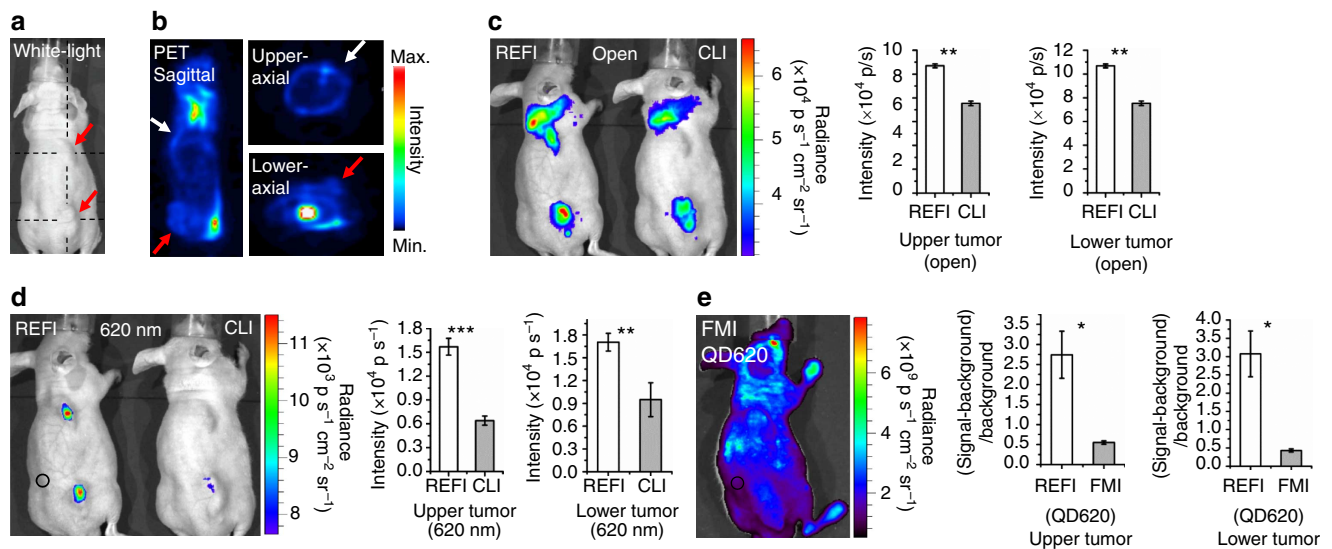 a
White-light
b
PET
Sagittal
Upper-
axial
Lower-
axial
Max.
Intensity
Min.
c
REFI Open CLI
6
5
4
Radiance
(×10⁴ p s⁻¹ cm⁻² sr⁻¹)
Intensity (×10⁴ p/s)
10
8
6
4
2
0
**
REFI CLI
Upper tumor
(open)
Intensity (×10⁴ p/s)
12
10
8
6
4
2
0
**
REFI CLI
Lower tumor
(open)
d
REFI 620 nm CLI
11
10
9
8
Radiance
(×10³ p s⁻¹ cm⁻² sr⁻¹)
Intensity (×10⁴ p s⁻¹)
1.8
1.5
1.2
0.9
0.6
0.3
0.0
***
REFI CLI
Upper tumor
(620 nm)
Intensity (×10⁴ p s⁻¹)
1.8
1.5
1.2
0.9
0.6
0.3
0.0
**
REFI CLI
Lower tumor
(620 nm)
e
FMI
QD620
6
4
2
Radiance
(×10⁹ p s⁻¹ cm⁻² sr⁻¹)
(Signal-background)
/background
3.5
3.0
2.5
2.0
1.5
1.0
0.5
0.0
*
REFI FMI
(QD620)
Upper tumor
(Signal-background)
/background
4.0
3.5
3.0
2.5
2.0
1.5
1.0
0.5
0.0
*
REFI FMI
(QD620)
Lower tumor